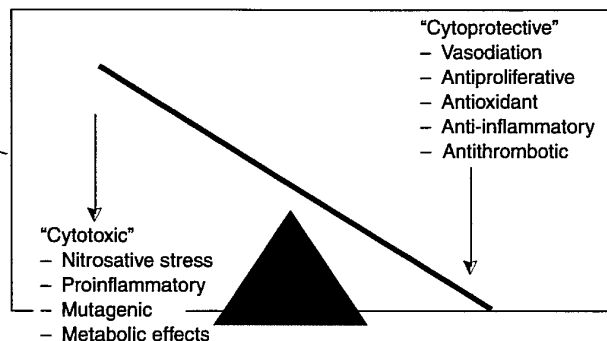 "Cytoprotective"
– Vasodiation
– Antiproliferative
– Antioxidant
– Anti-inflammatory
– Antithrombotic
"Cytotoxic"
– Nitrosative stress
– Proinflammatory
– Mutagenic
– Metabolic effects